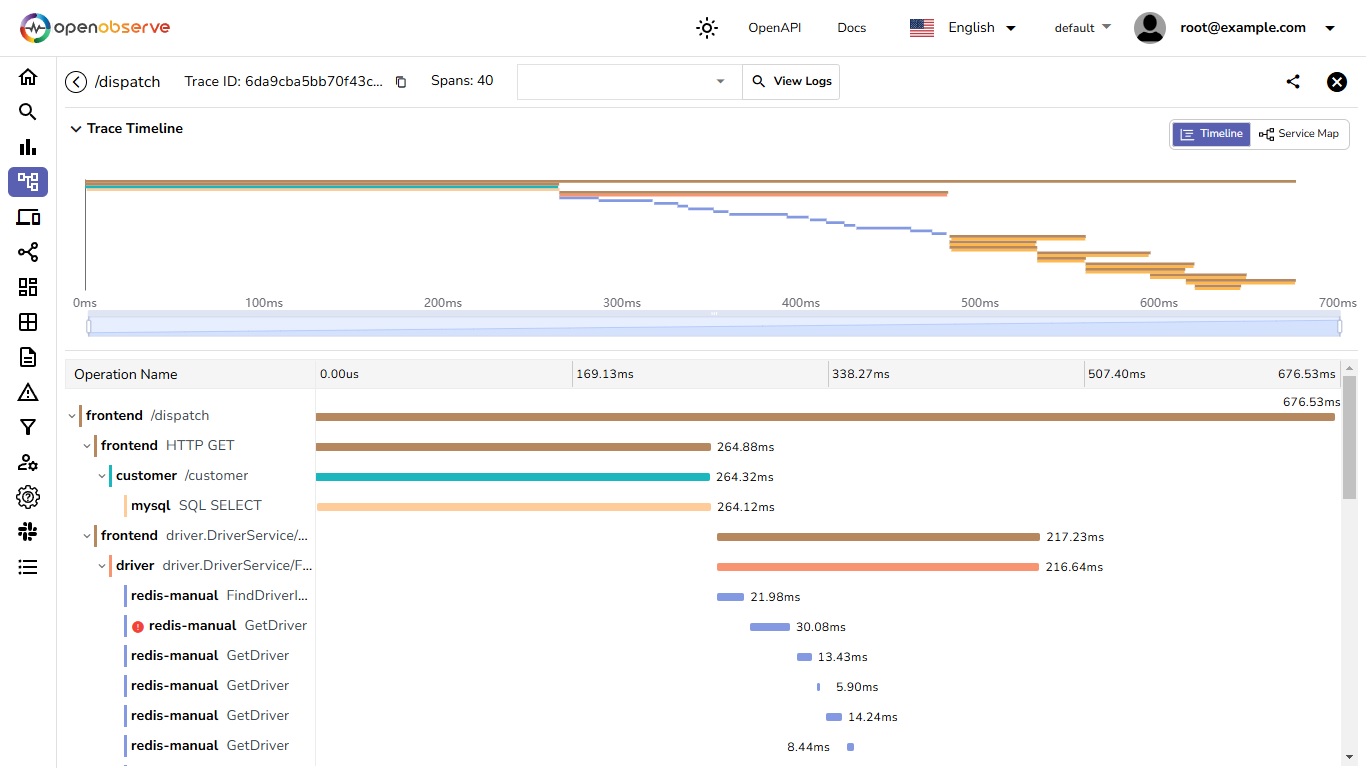 openobserve
OpenAPI
Docs
English
default
root@example.com
/dispatch
Trace ID: 6da9cba5bb70f43c...
Spans: 40
View Logs
Trace Timeline
Timeline
Service Map
0ms 100ms 200ms 300ms 400ms 500ms 600ms 700ms
Operation Name 0.00us 169.13ms 338.27ms 507.40ms 676.53ms
676.53ms
frontend /dispatch
frontend HTTP GET 264.88ms
customer /customer 264.32ms
mysql SQL SELECT 264.12ms
frontend driver.DriverService/... 217.23ms
driver driver.DriverService/F... 216.64ms
redis-manual FindDriverI... 21.98ms
redis-manual GetDriver 30.08ms
redis-manual GetDriver 13.43ms
redis-manual GetDriver 5.90ms
redis-manual GetDriver 14.24ms
redis-manual GetDriver 8.44ms